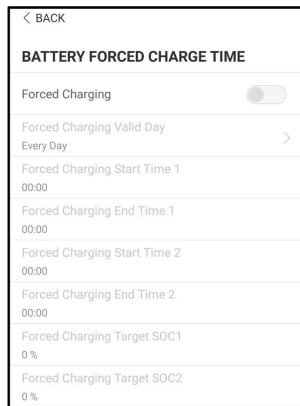 < BACK
BATTERY FORCED CHARGE TIME
Forced Charging
Forced Charging Valid Day
Every Day
Forced Charging Start Time 1
00:00
Forced Charging End Time 1
00:00
Forced Charging Start Time 2
00:00
Forced Charging End Time 2
00:00
Forced Charging Target SOC1
0 %
Forced Charging Target SOC2
0 %